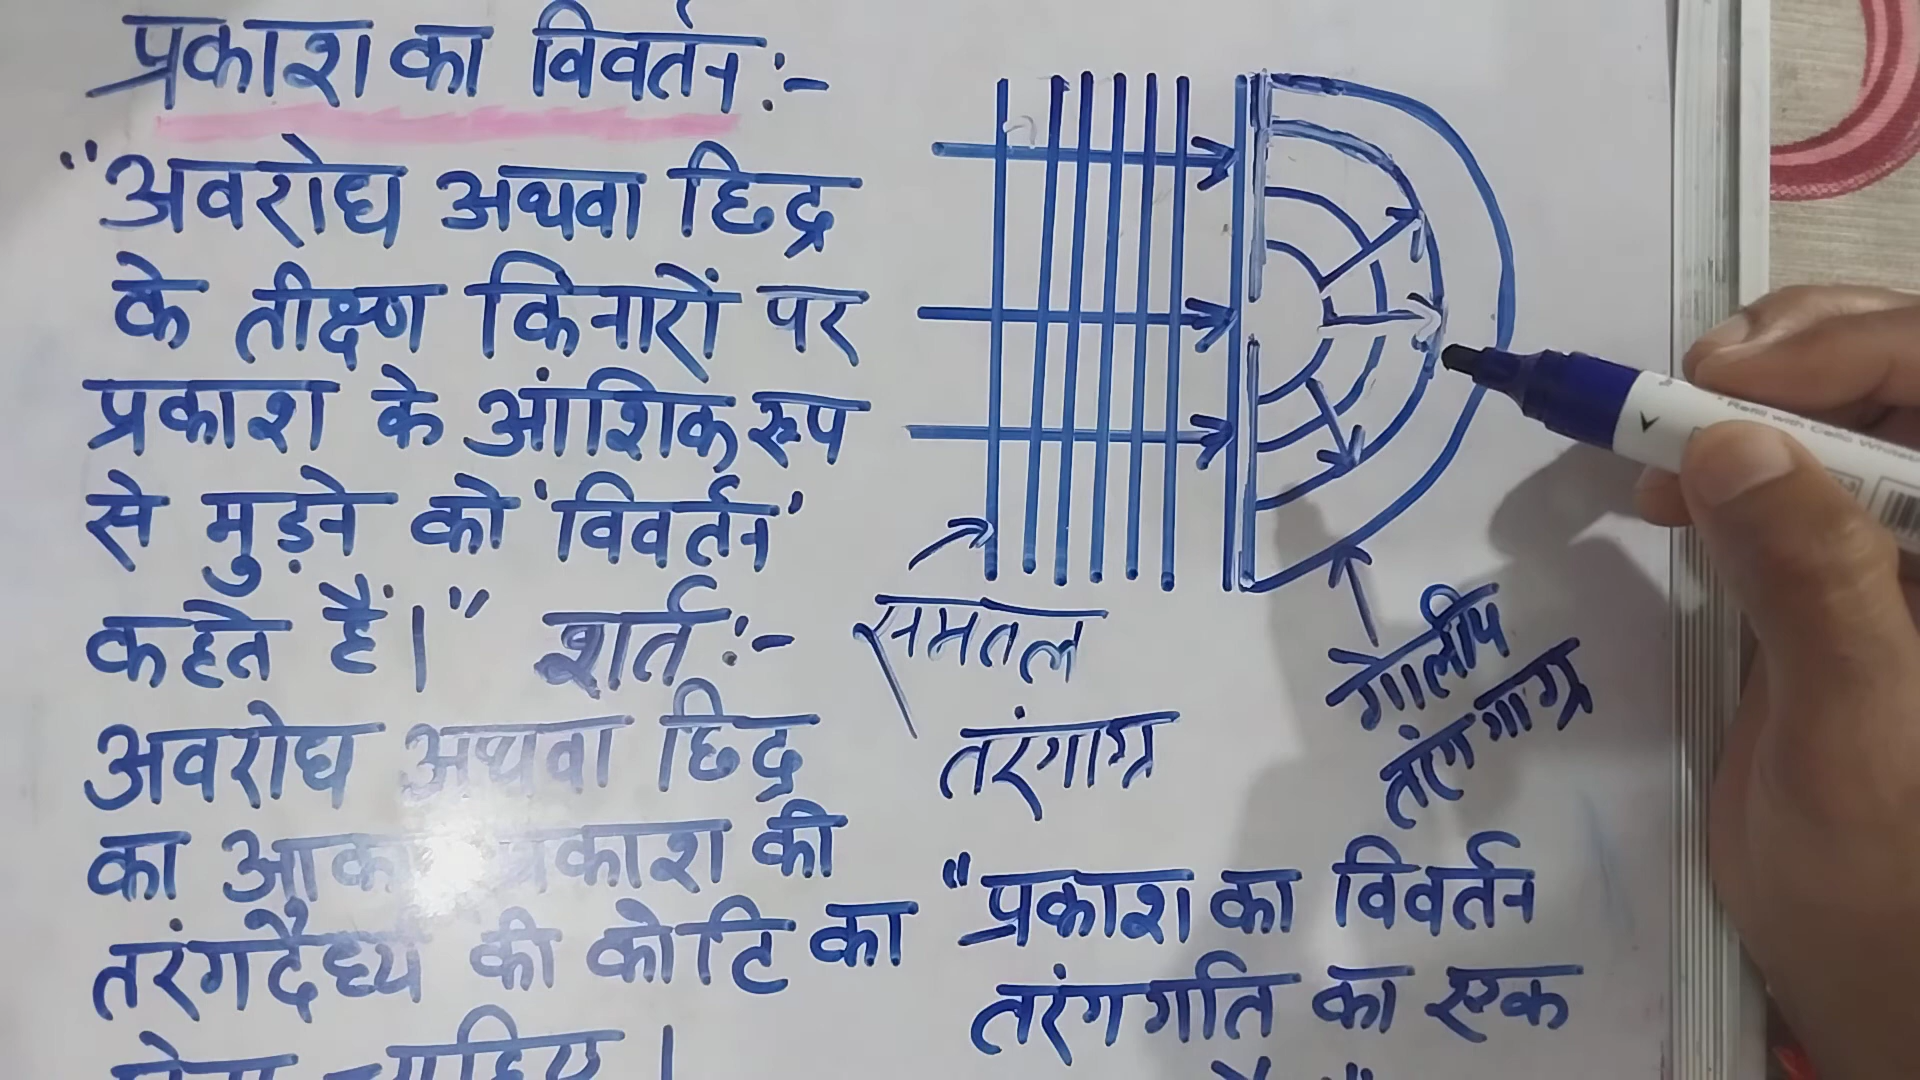 प्रकाश का विवर्तन :-
"अवरोध अथवा छिद्र
के तीक्ष्ण किनारों पर
प्रकाश के आंशिक रूप
से मुड़ने को 'विवर्तन'
कहते हैं।" शर्त :-
अवरोध अथवा छिद्र
का आकार प्रकाश की
तरंगदैर्ध्य की कोटि का
चाहिए।
समतल
तरंगाग्र
गोलीय
तरंगाग्र
"प्रकाश का विवर्तन
तरंग गति का एक